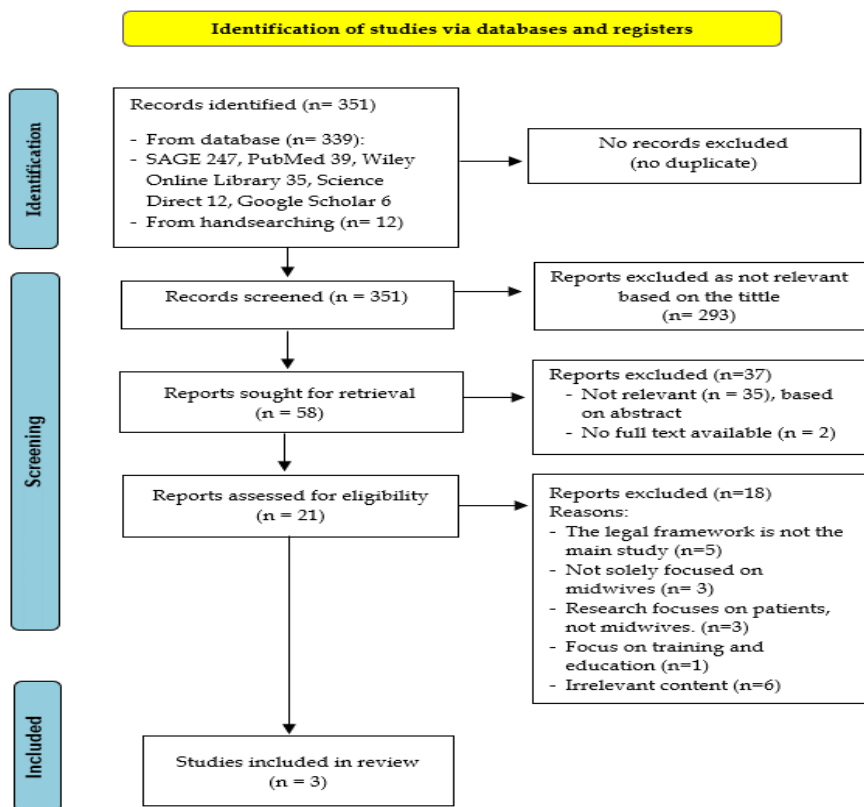 Identification of studies via databases and registers
Identification
Records identified (n= 351)
- From database (n= 339):
- SAGE 247, PubMed 39, Wiley
Online Library 35, Science
Direct 12, Google Scholar 6
- From handsearching (n= 12)
No records excluded
(no duplicate)
Screening
Records screened (n = 351)
Reports excluded as not relevant
based on the tittle
(n= 293)
Reports sought for retrieval
(n = 58)
Reports excluded (n=37)
- Not relevant (n = 35), based
on abstract
- No full text available (n = 2)
Reports assessed for eligibility
(n = 21)
Reports excluded (n=18)
Reasons:
- The legal framework is not the
main study (n=5)
- Not solely focused on
midwives (n= 3)
- Research focuses on patients,
not midwives. (n=3)
- Focus on training and
education (n=1)
- Irrelevant content (n=6)
Included
Studies included in review
(n = 3)